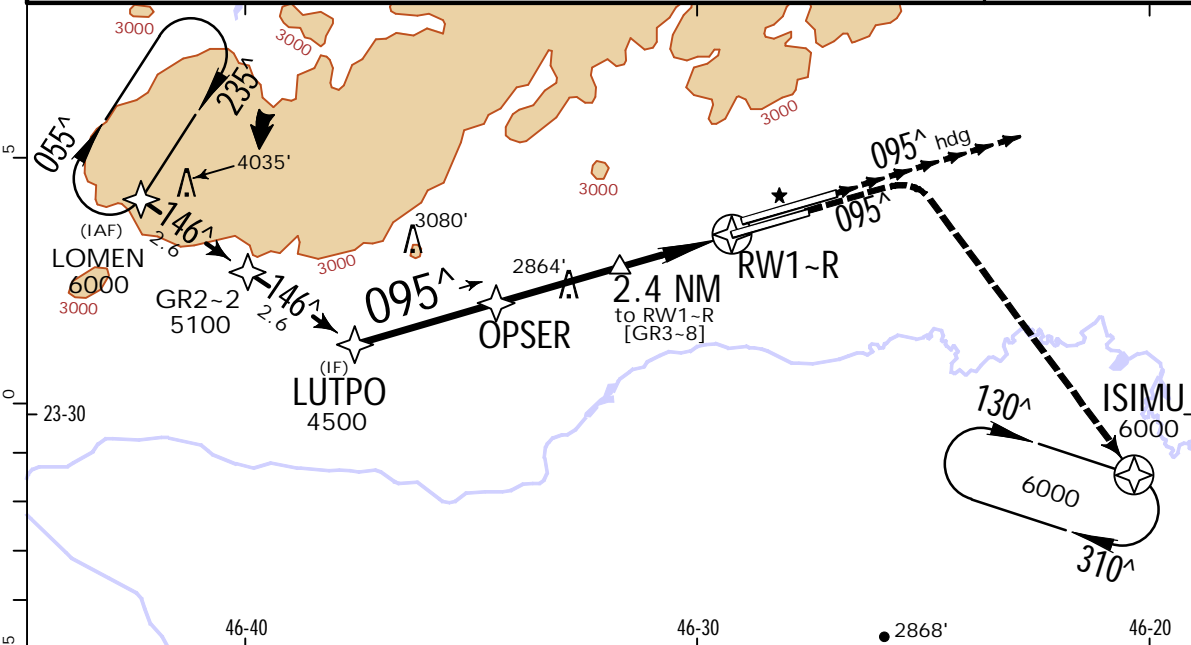 3000
3000
3000
235^
055^
4035'
5
095^
hdg
3000
(IAF)
LOMEN
6000
146^
2.6
3080'
095^
3000
3000
GR2~2
5100
146^
2.6
095^
2864'
RW1~R
2.4 NM
to RW1~R
[GR3~8]
OPSER
(IF)
LUTPO
4500
0
23-30
130^
ISIMU
6000
6000
310^
5
46-40
46-30
2868'
46-20